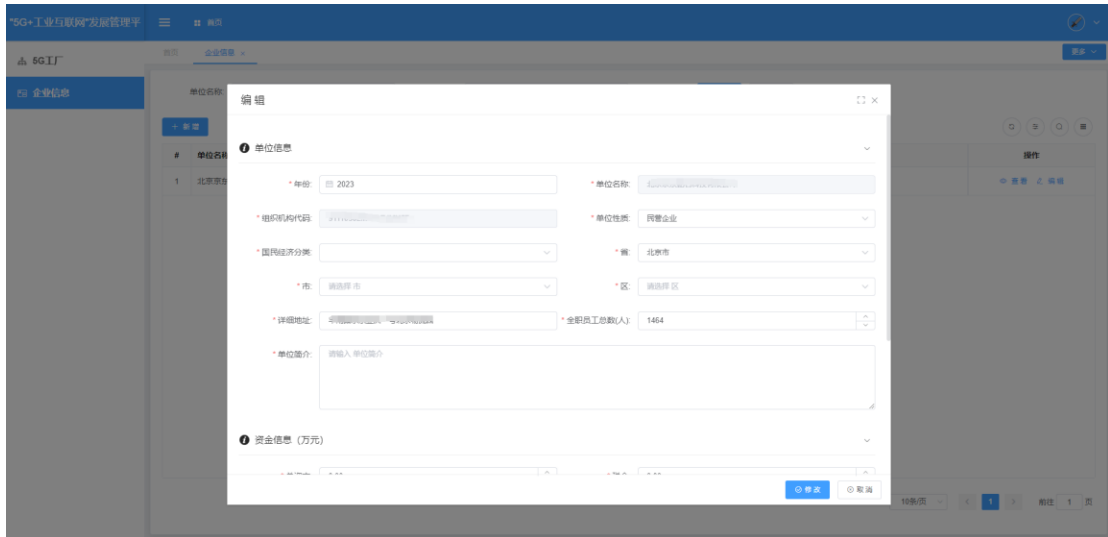 "5G+工业互联网"发展管理平
首页
5G工厂
企业信息
首页 企业信息 ×
更多
单位名称:
+ 新增
# 单位名称 操作
1 北京京东 查看 编辑
编辑
单位信息
* 年份: 2023 * 单位名称:
* 组织机构代码: * 单位性质: 民营企业
* 国民经济分类: * 省: 北京市
* 市: 请选择 市 * 区: 请选择 区
* 详细地址: * 全职员工总数(人): 1464
* 单位简介: 请输入 单位简介
资金信息 (万元)
修改 取消
10条/页 1 前往 1 页